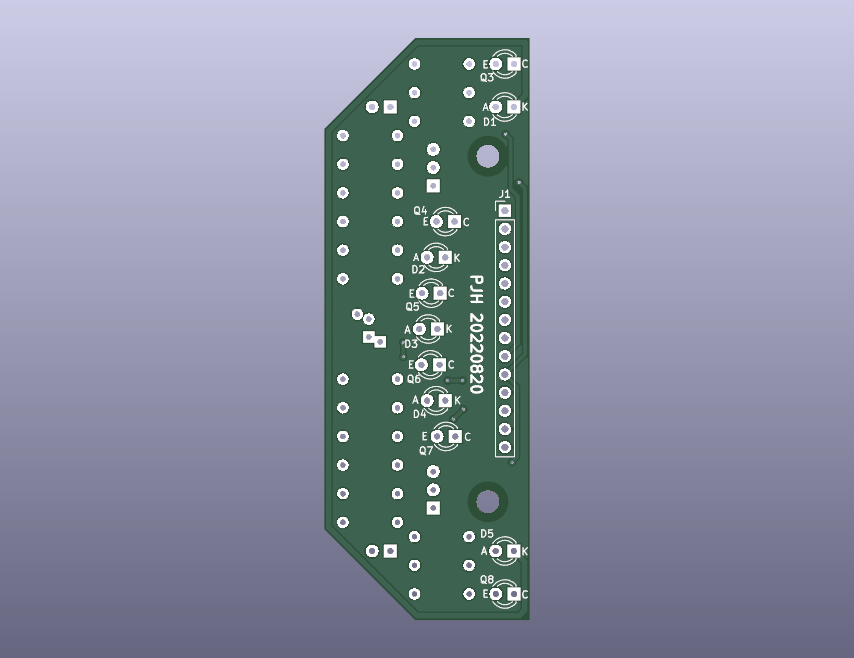 E C
Q3
A K
D1
J1
Q4
E C
A K
D2
E C
Q5
A K
D3
E C
Q6
A K
D4
E C
Q7
PJH 20220820
D5
A K
Q8
E C